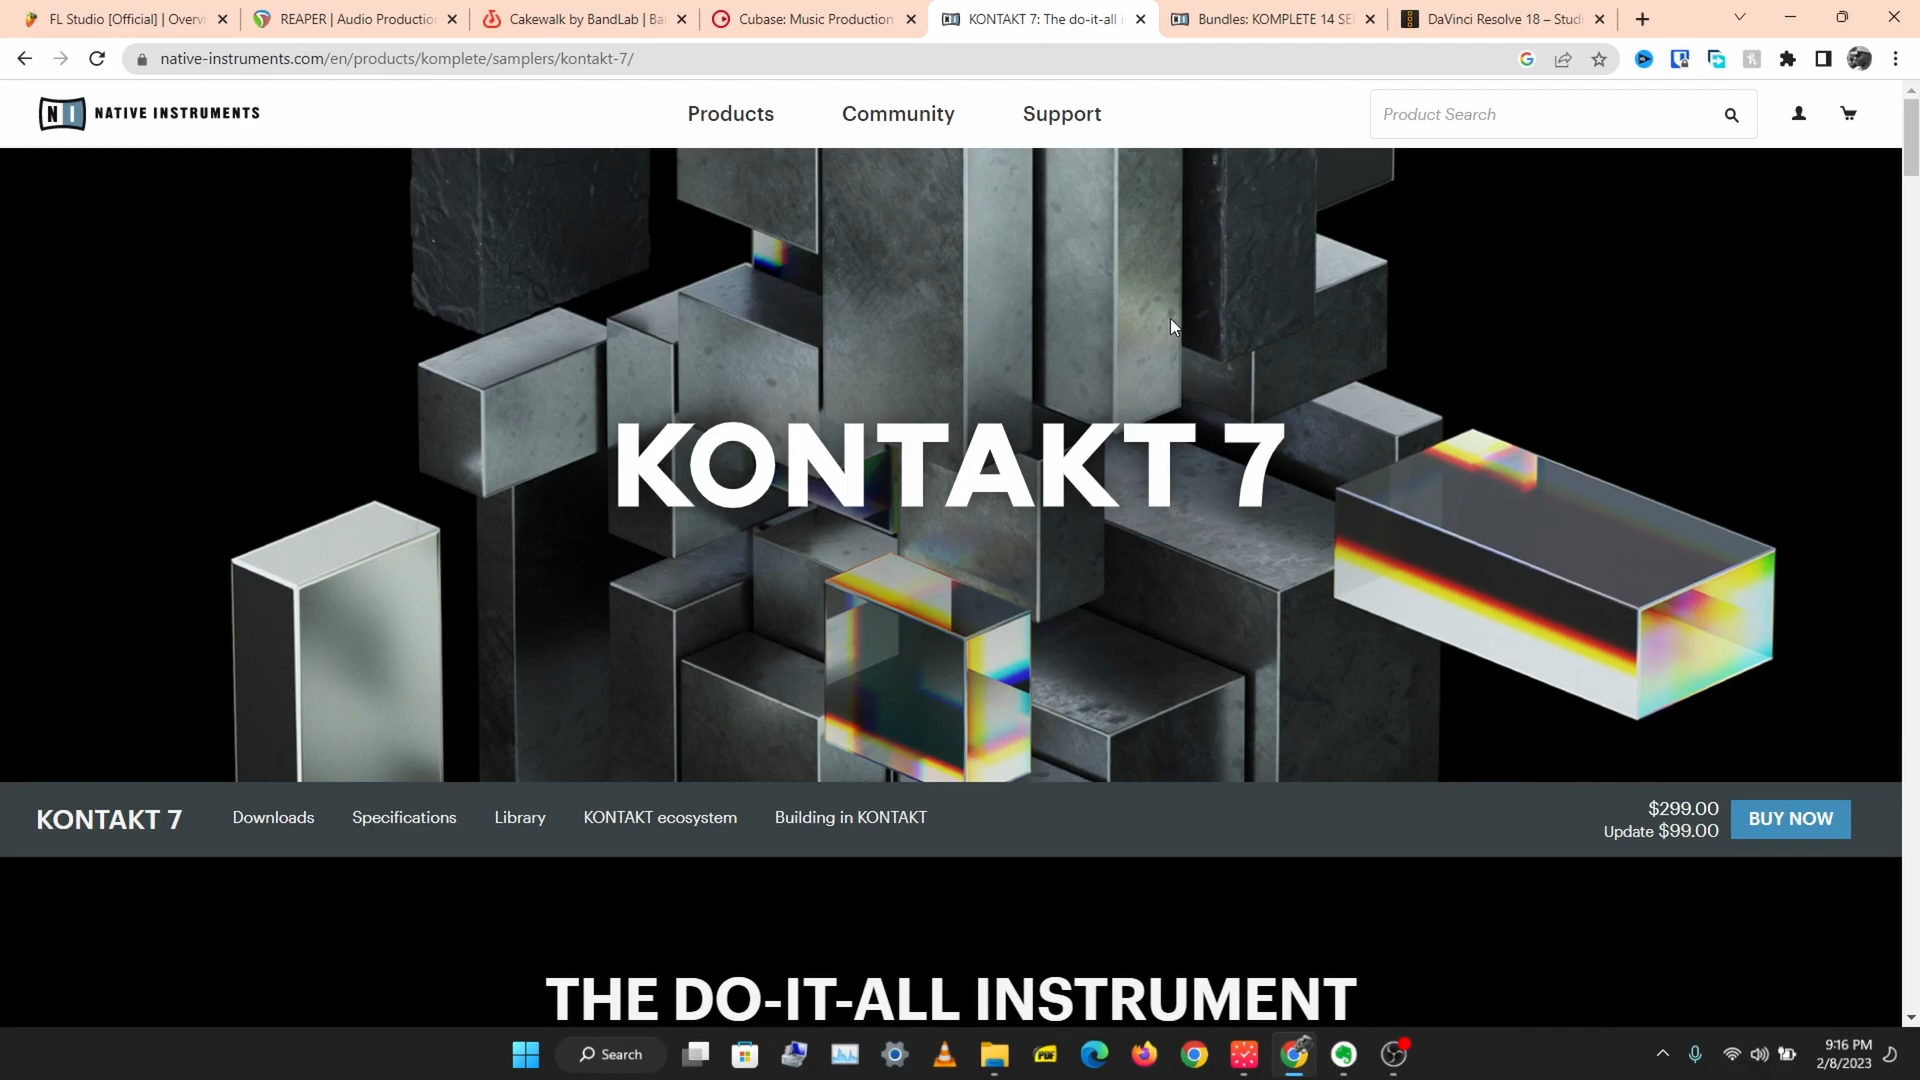 FL Studio [Official] | Overvi
REAPER | Audio Production
Cakewalk by BandLab | Ba
Cubase: Music Production
KONTAKT 7: The do-it-all i
Bundles: KOMPLETE 14 SE
DaVinci Resolve 18 – Studi
native-instruments.com/en/products/komplete/samplers/kontakt-7/
NI NATIVE INSTRUMENTS
Products
Community
Support
Product Search
KONTAKT 7
KONTAKT 7
Downloads
Specifications
Library
KONTAKT ecosystem
Building in KONTAKT
$299.00
Update $99.00
BUY NOW
THE DO-IT-ALL INSTRUMENT
Search
PDF
9:16 PM
2/8/2023